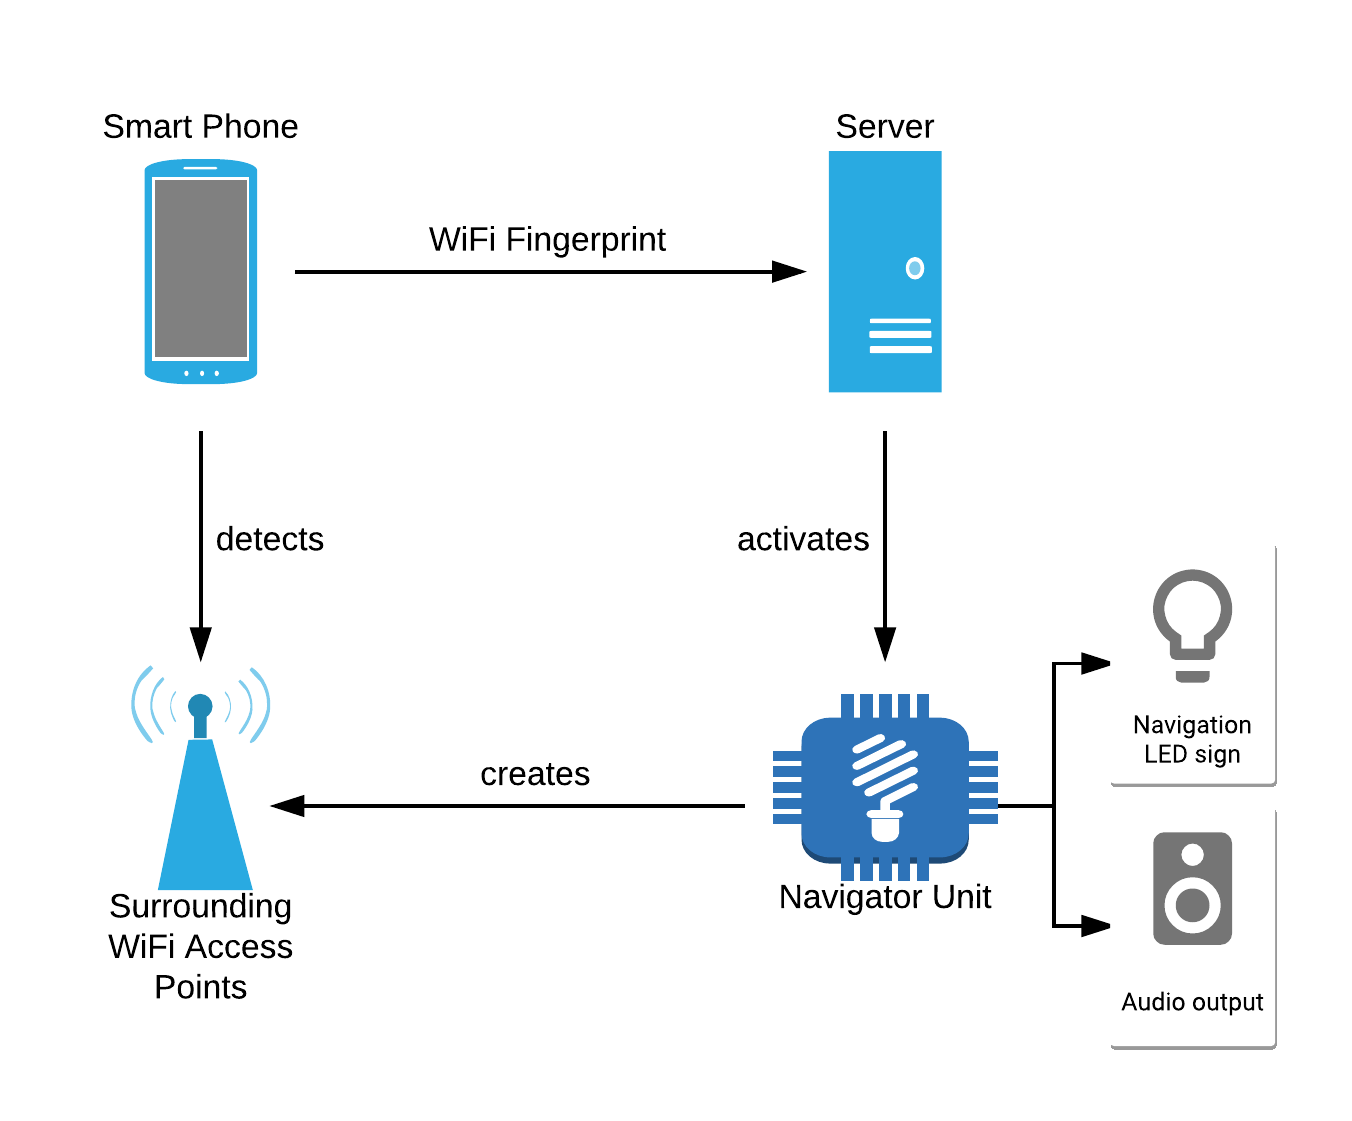 Smart Phone
Server
WiFi Fingerprint
detects
activates
Navigation
LED sign
creates
Navigator Unit
Surrounding
WiFi Access
Points
Audio output